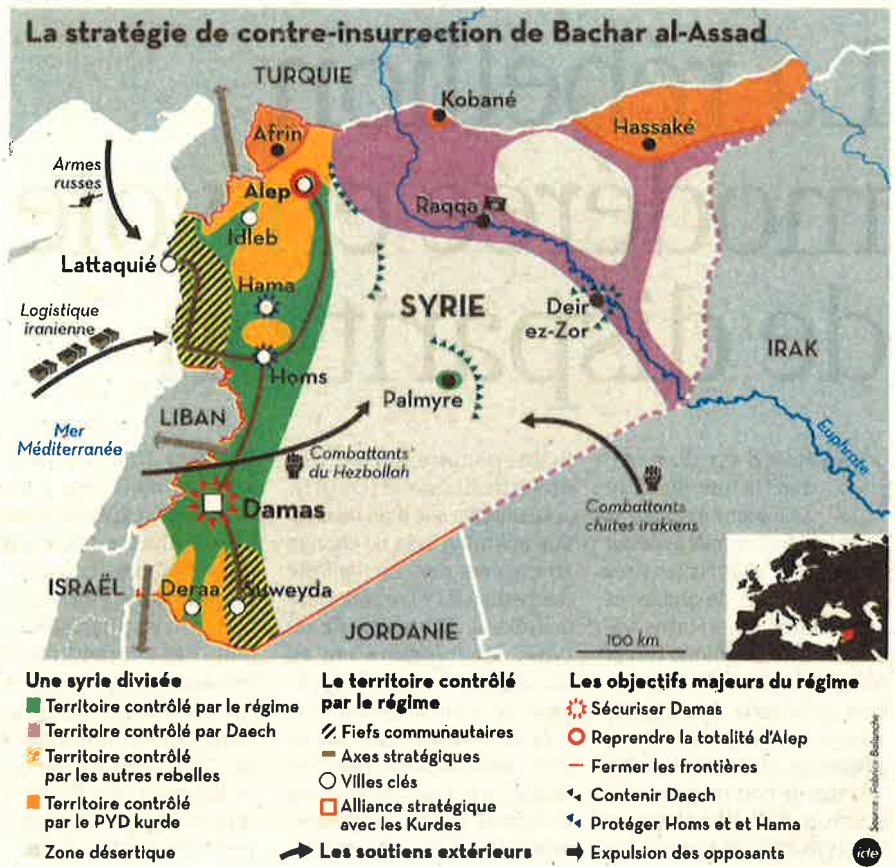 La stratégie de contre-insurrection de Bachar al-Assad
TURQUIE
Kobané
Afrin
Hassaké
Armes
russes
Alep
Raqqa
Idleb
Lattaquié
Hama
SYRIE
Deir
ez-Zor
Logistique
iranienne
IRAK
Homs
Palmyre
LIBAN
Mer
Méditerranée
Euphrate
Combattants
du Hezbollah
Damas
Combattants
chiites irakiens
ISRAËL
Deraa
Suweyda
JORDANIE
100 km
Une syrie divisée
Territoire contrôlé par le régime
Territoire contrôlé par Daech
Territoire contrôlé
par les autres rebelles
Territoire contrôlé
par le PYD kurde
Zone désertique
Le territoire contrôlé
par le régime
Fiefs communautaires
Axes stratégiques
Villes clés
Alliance stratégique
avec les Kurdes
Les soutiens extérieurs
Les objectifs majeurs du régime
Sécuriser Damas
Reprendre la totalité d'Alep
Fermer les frontières
Contenir Daech
Protéger Homs et et Hama
Expulsion des opposants
Source : Fabrice Balanche
ide